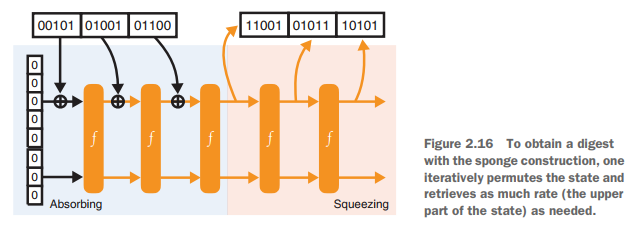 00101 01001 01100
11001 01011 10101
0
0
0
0
0
0
0
0
f f f f f
Absorbing
Squeezing
Figure 2.16 To obtain a digest
with the sponge construction, one
iteratively permutes the state and
retrieves as much rate (the upper
part of the state) as needed.